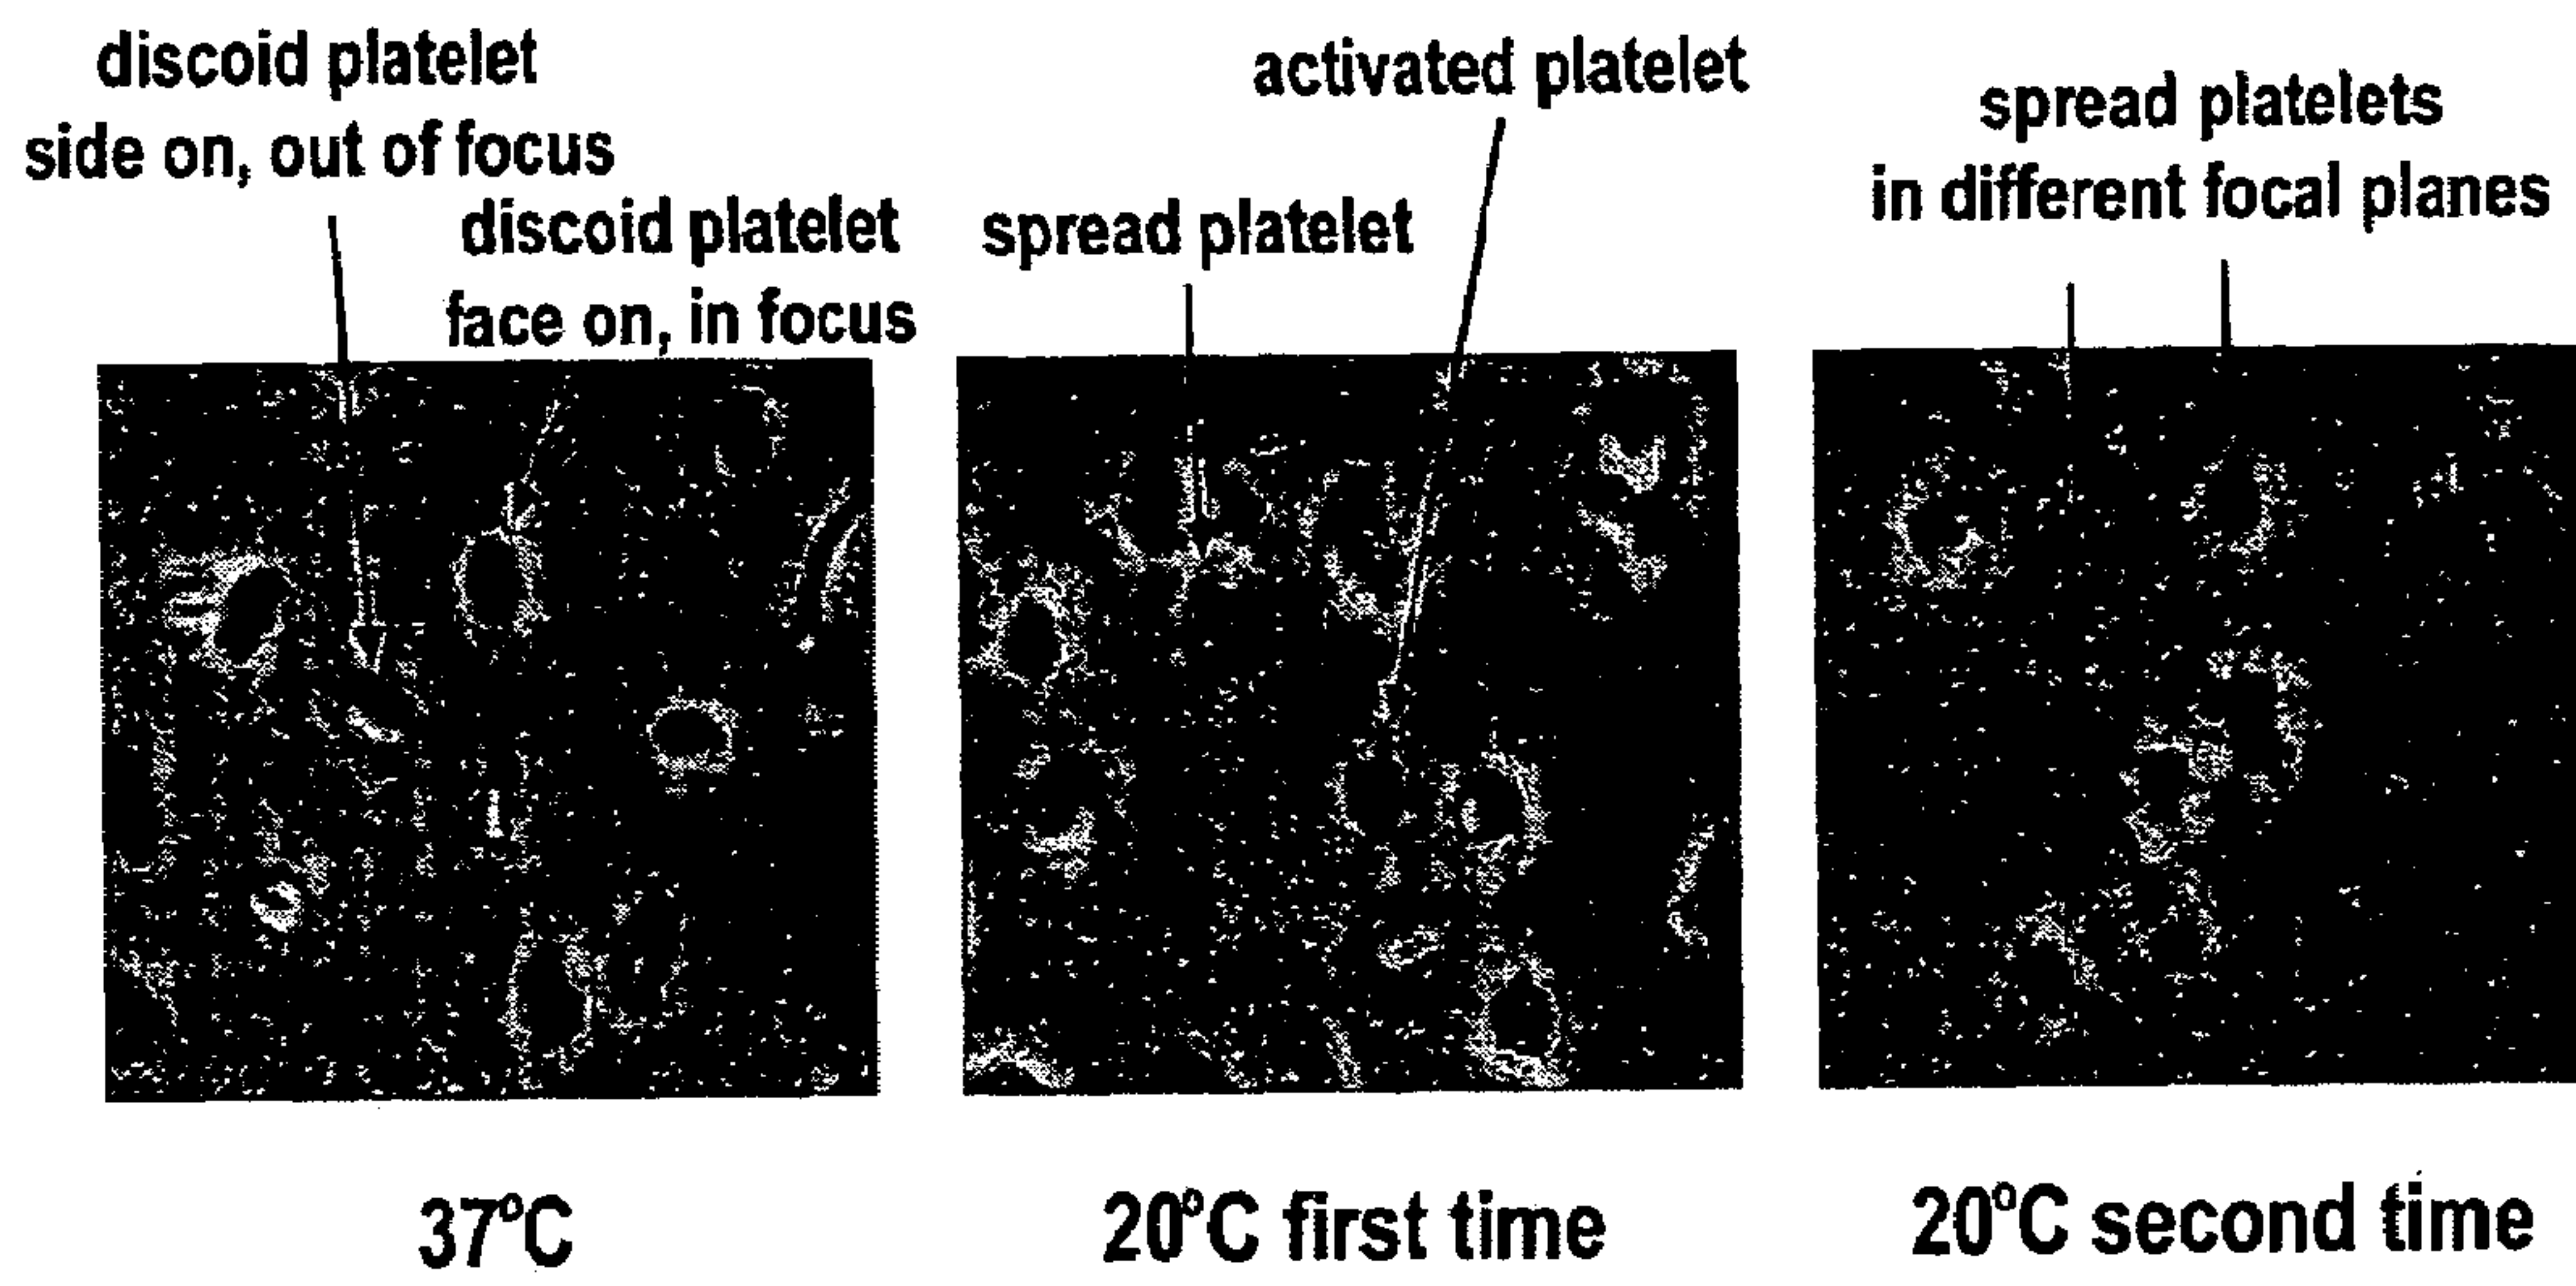 discoid platelet
side on, out of focus
discoid platelet
face on, in focus
spread platelet
activated platelet
spread platelets
in different focal planes
37°C
20°C first time
20°C second time